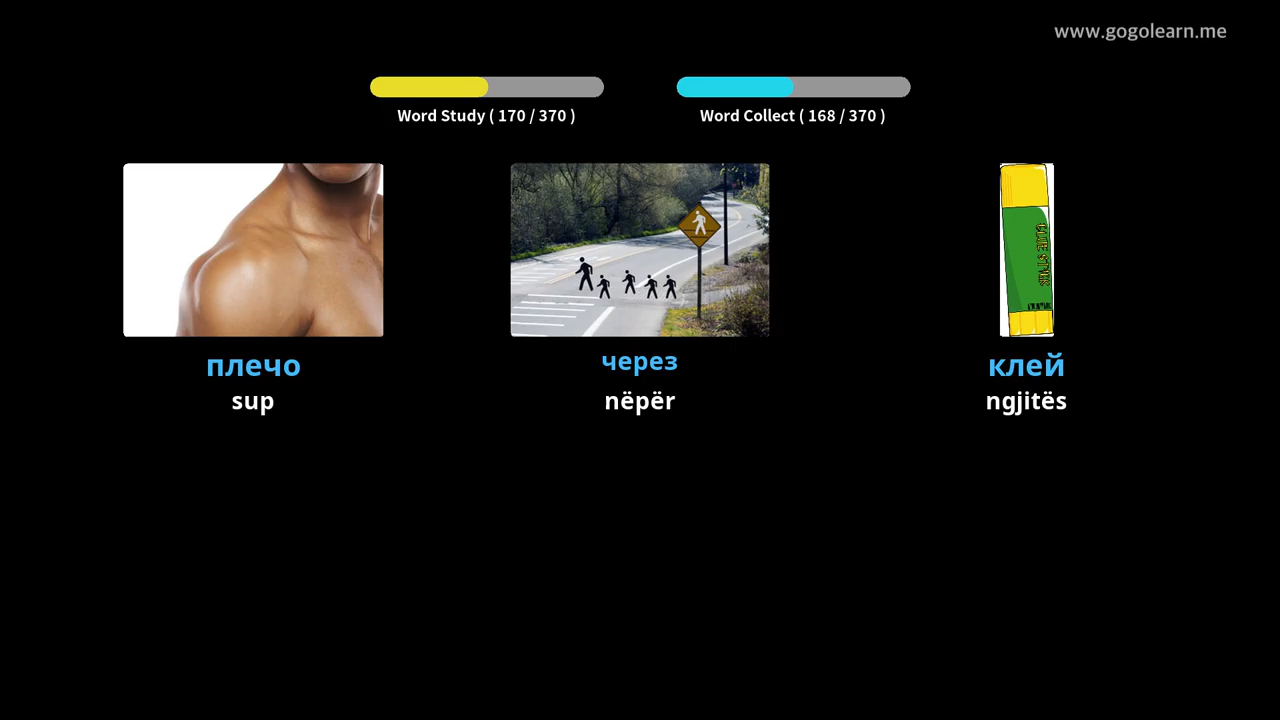 www.gogolearn.me
Word Study ( 170 / 370 )
Word Collect ( 168 / 370 )
плечо
через
клей
sup
nëpër
ngjitës